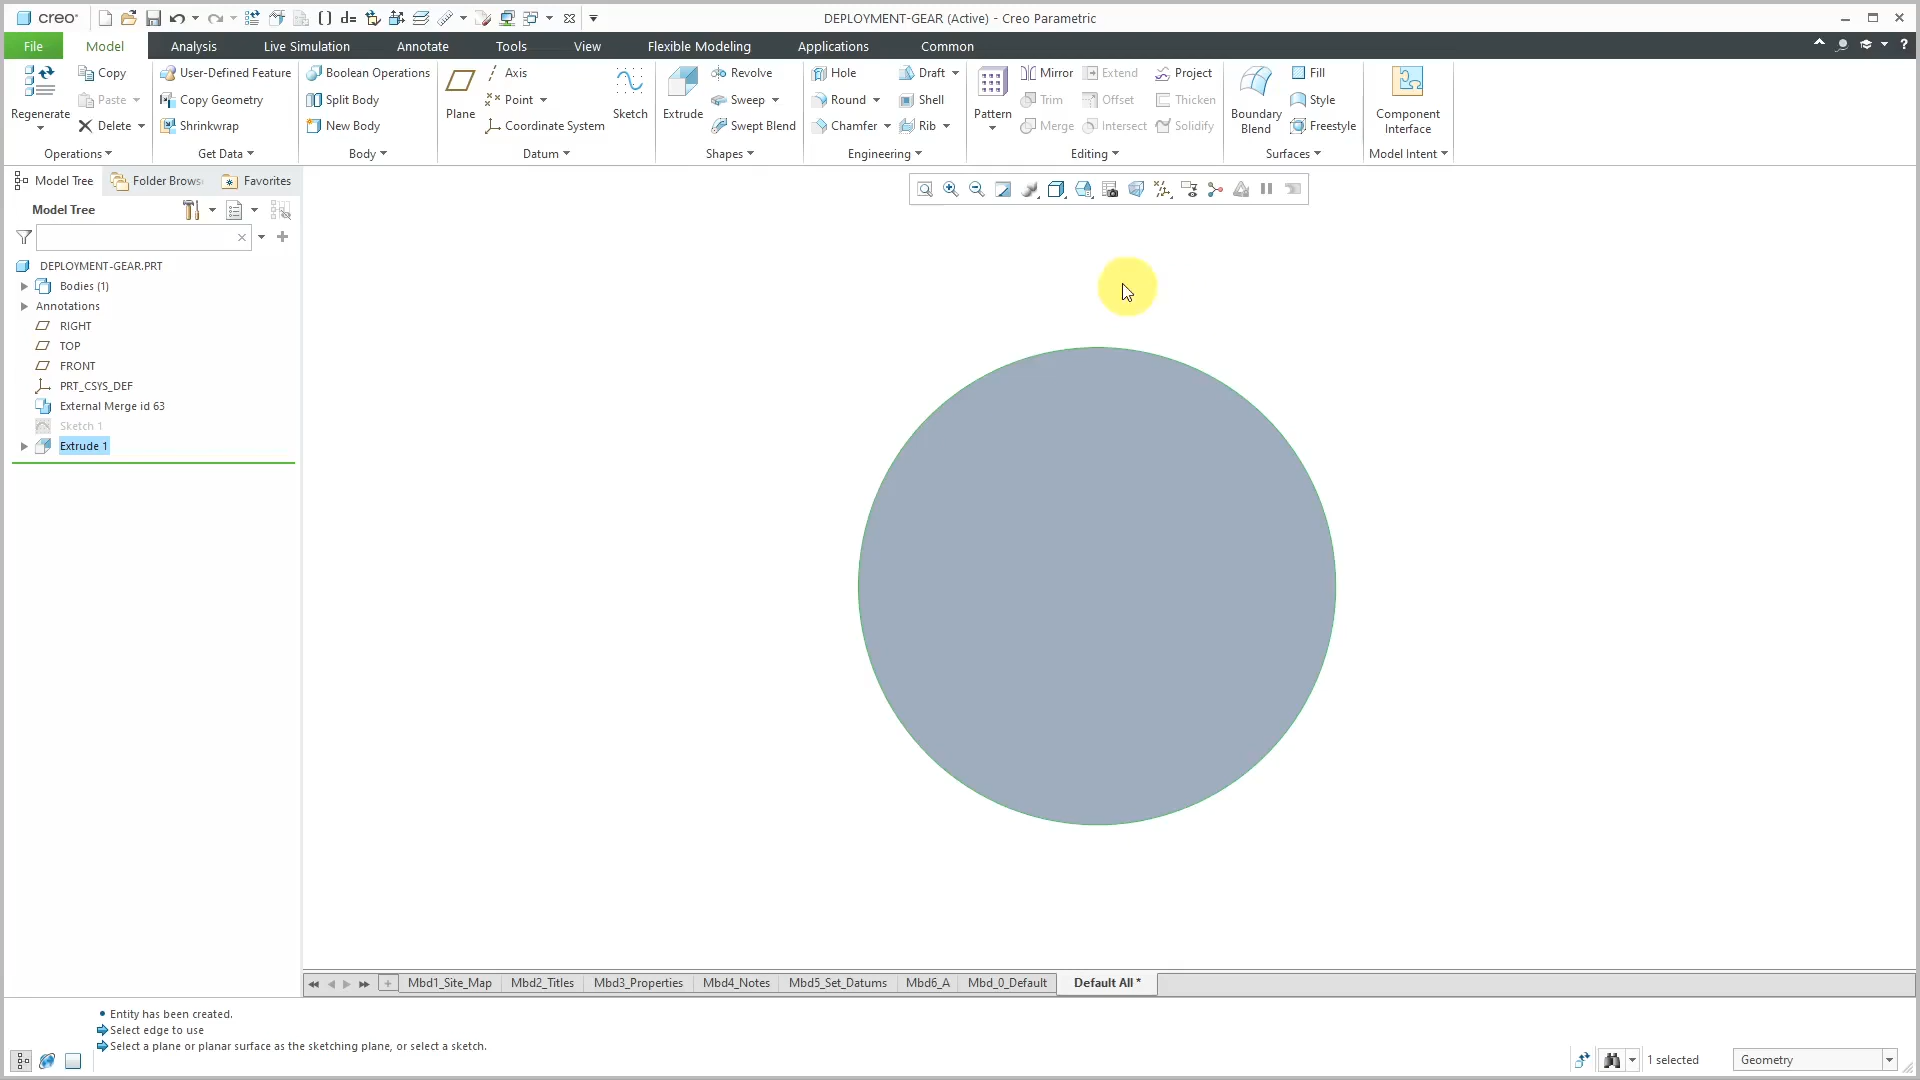 creo
DEPLOYMENT-GEAR (Active) - Creo Parametric
File Model Analysis Live Simulation Annotate Tools View Flexible Modeling Applications Common
Regenerate
Copy
Paste
Delete
Operations
User-Defined Feature
Copy Geometry
Shrinkwrap
Get Data
Boolean Operations
Split Body
New Body
Body
Plane
Axis
Point
Coordinate System
Sketch
Datum
Extrude
Revolve
Sweep
Swept Blend
Shapes
Hole
Round
Chamfer
Draft
Shell
Rib
Engineering
Pattern
Mirror
Trim
Merge
Extend
Offset
Intersect
Project
Thicken
Solidify
Editing
Boundary
Blend
Fill
Style
Freestyle
Surfaces
Component
Interface
Model Intent
Model Tree
Folder Brows
Favorites
Model Tree
DEPLOYMENT-GEAR.PRT
Bodies (1)
Annotations
RIGHT
TOP
FRONT
PRT_CSYS_DEF
External Merge id 63
Sketch 1
Extrude 1
Mbd1_Site_Map Mbd2_Titles Mbd3_Properties Mbd4_Notes Mbd5_Set_Datums Mbd6_A Mbd_0_Default Default All *
• Entity has been created.
Select edge to use
Select a plane or planar surface as the sketching plane, or select a sketch.
1 selected
Geometry